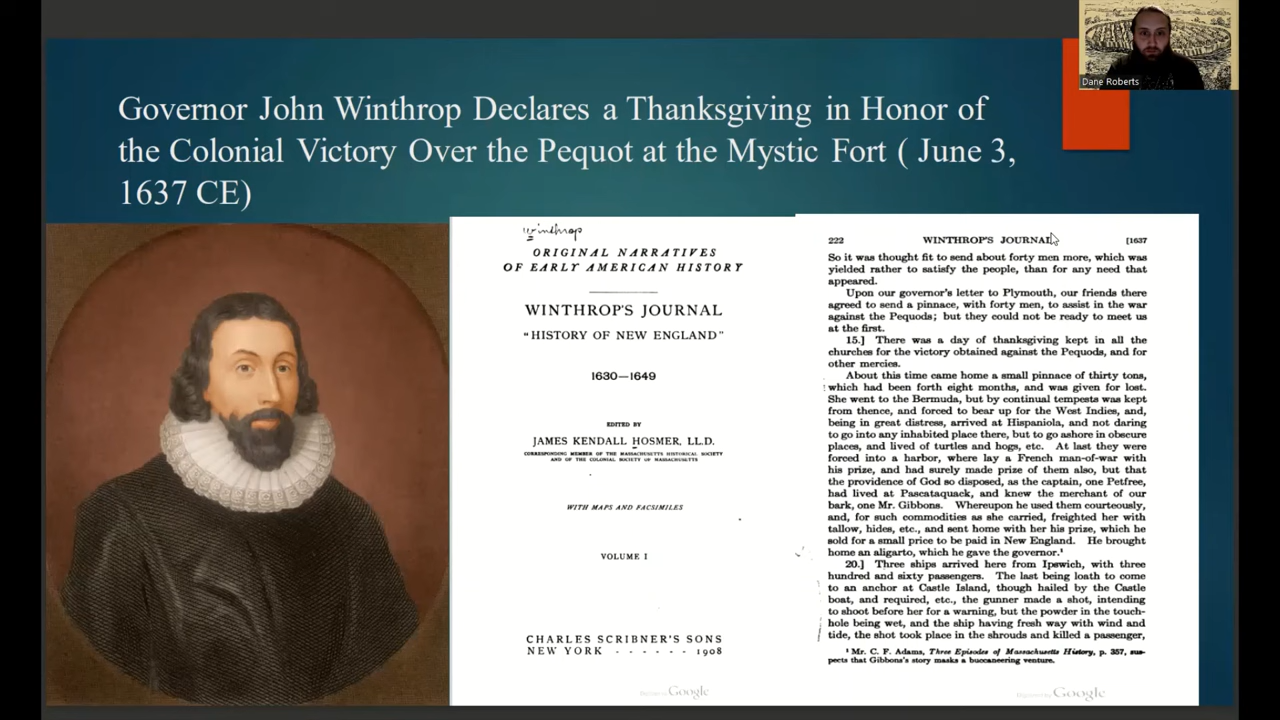 Dane Roberts
Governor John Winthrop Declares a Thanksgiving in Honor of
the Colonial Victory Over the Pequot at the Mystic Fort ( June 3,
1637 CE)
Winthrop
ORIGINAL NARRATIVES
OF EARLY AMERICAN HISTORY
WINTHROP'S JOURNAL
"HISTORY OF NEW ENGLAND"
1630—1649
EDITED BY
JAMES KENDALL HOSMER, LL.D.
CORRESPONDING MEMBER OF THE MASSACHUSETTS HISTORICAL SOCIETY
AND OF THE COLONIAL SOCIETY OF MASSACHUSETTS
WITH MAPS AND FACSIMILES
VOLUME I
CHARLES SCRIBNER'S SONS
NEW YORK - - - - - - 1908
Google
222 WINTHROP'S JOURNAL [1637
So it was thought fit to send about forty men more, which was
yielded rather to satisfy the people, than for any need that
appeared.
Upon our governor's letter to Plymouth, our friends there
agreed to send a pinnace, with forty men, to assist in the war
against the Pequods; but they could not be ready to meet us
at the first.
15.] There was a day of thanksgiving kept in all the
churches for the victory obtained against the Pequods, and for
other mercies.
About this time came home a small pinnace of thirty tons,
which had been forth eight months, and was given for lost.
She went to the Bermuda, but by continual tempests was kept
from thence, and forced to bear up for the West Indies, and,
being in great distress, arrived at Hispaniola, and not daring
to go into any inhabited place there, but to go ashore in obscure
places, and lived of turtles and hogs, etc. At last they were
forced into a harbor, where lay a French man-of-war with
his prize, and had surely made prize of them also, but that
the providence of God so disposed, as the captain, one Petfree,
had lived at Pascataquack, and knew the merchant of our
bark, one Mr. Gibbons. Whereupon he used them courteously,
and, for such commodities as she carried, freighted her with
tallow, hides, etc., and sent home with her his prize, which he
sold for a small price to be paid in New England. He brought
home an aligarto, which he gave the governor.¹
20.] Three ships arrived here from Ipswich, with three
hundred and sixty passengers. The last being loath to come
to an anchor at Castle Island, though hailed by the Castle
boat, and required, etc., the gunner made a shot, intending
to shoot before her for a warning, but the powder in the touch-
hole being wet, and the ship having fresh way with wind and
tide, the shot took place in the shrouds and killed a passenger,
¹ Mr. C. F. Adams, Three Episodes of Massachusetts History, p. 357, sus-
pects that Gibbons's story masks a buccaneering venture.
Google